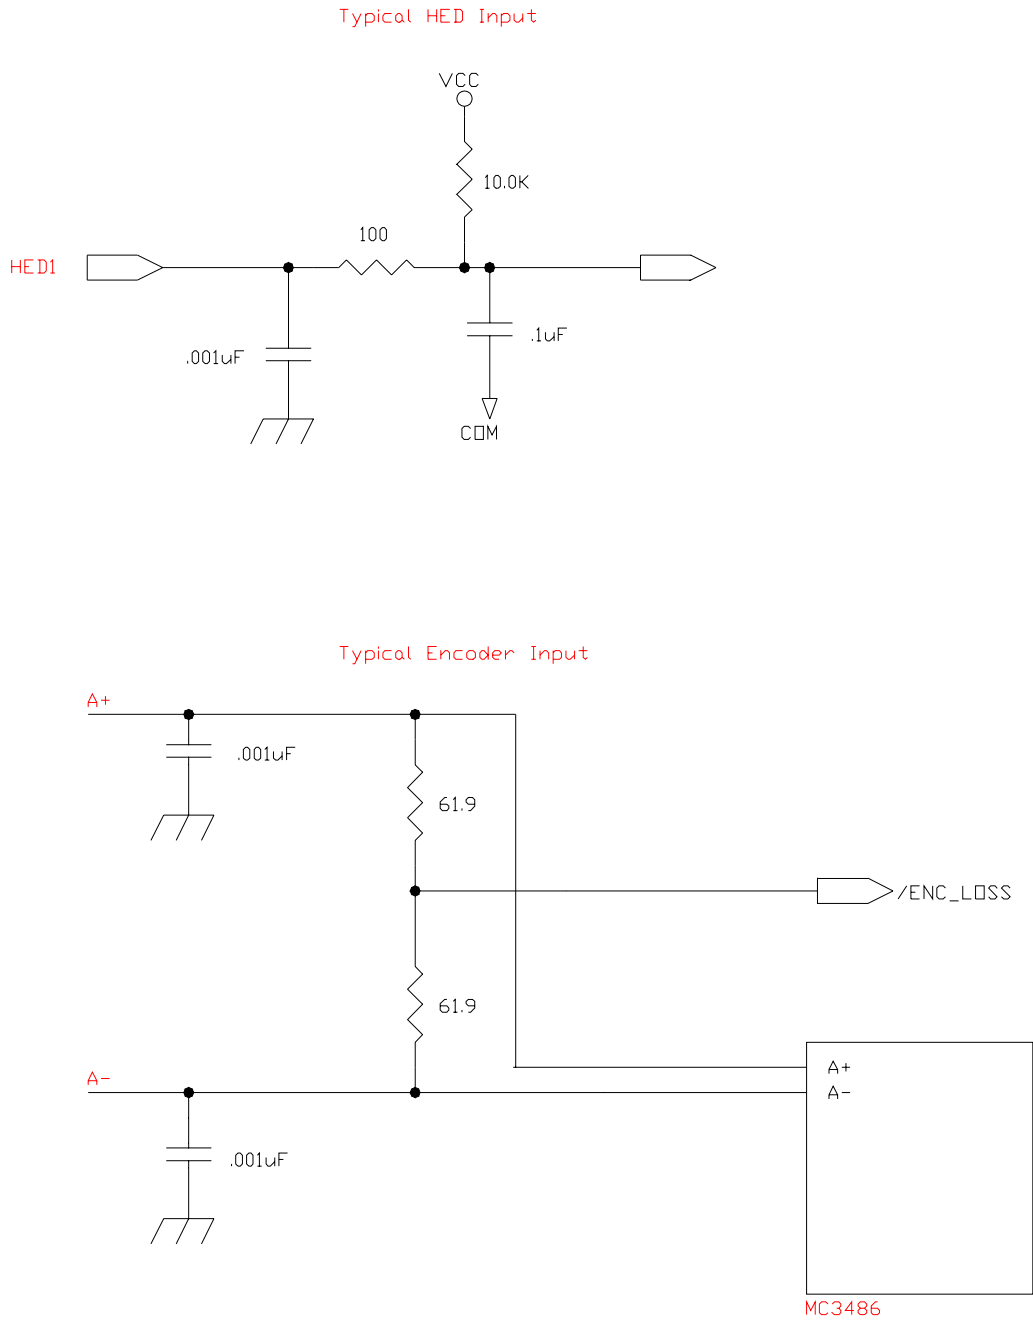 Typical HED Input
VCC
10.0K
100
HED1
.1uF
.001uF
COM
Typical Encoder Input
A+
.001uF
61.9
/ENC_LOSS
61.9
A+
A-
A-
.001uF
MC3486